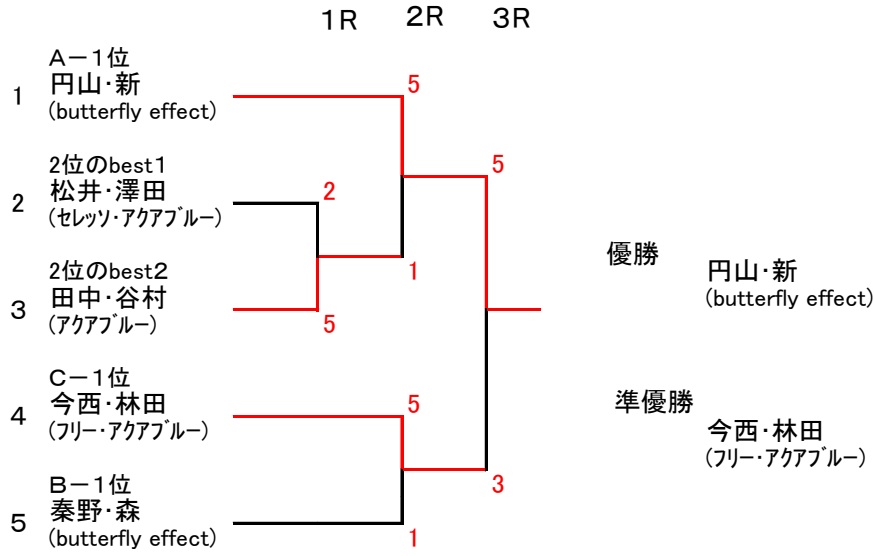 1R 2R 3R
A-1位
1 円山・新
(butterfly effect)
5
2位のbest1
2 松井・澤田
(ｾﾚｯｿ・ｱｸｱﾌﾞﾙｰ)
2
5
1
2位のbest2
3 田中・谷村
(ｱｸｱﾌﾞﾙｰ)
5
優勝
円山・新
(butterfly effect)
C-1位
4 今西・林田
(ﾌﾘｰ・ｱｸｱﾌﾞﾙｰ)
5
準優勝
今西・林田
(ﾌﾘｰ・ｱｸｱﾌﾞﾙｰ)
3
B-1位
5 秦野・森
(butterfly effect)
1